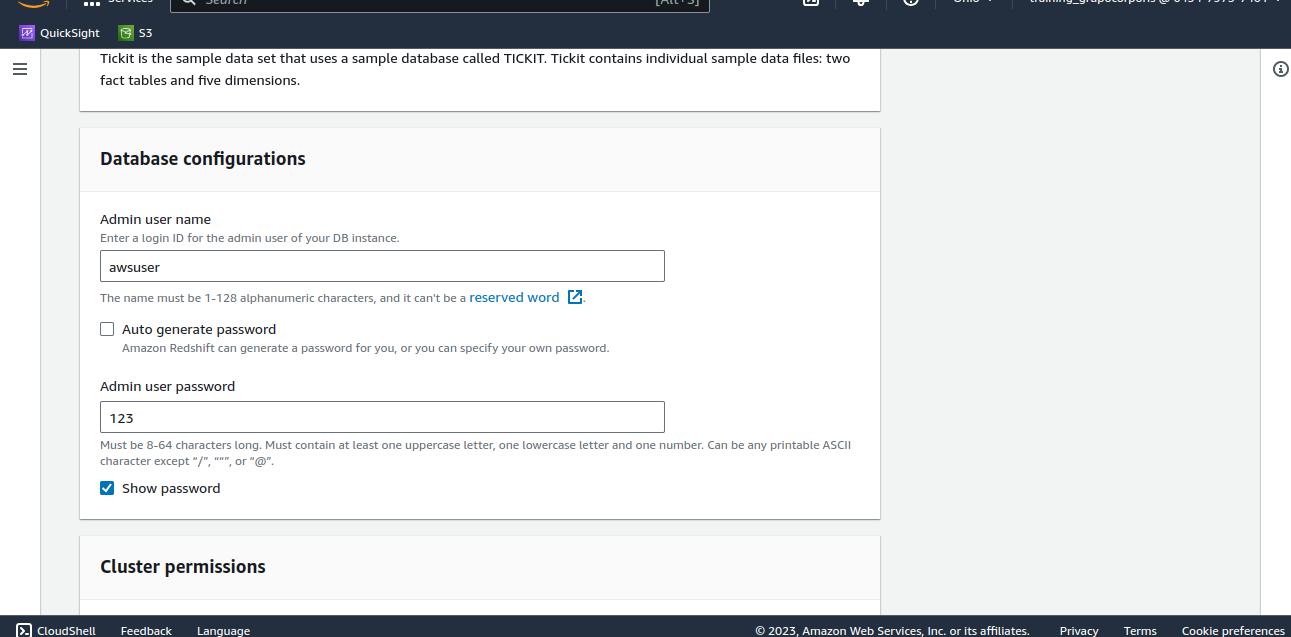 Services
Search
[Alt+S]
Ohio
QuickSight
S3
Tickit is the sample data set that uses a sample database called TICKIT. Tickit contains individual sample data files: two
fact tables and five dimensions.
Database configurations
Admin user name
Enter a login ID for the admin user of your DB instance.
awsuser
The name must be 1-128 alphanumeric characters, and it can't be a reserved word .
Auto generate password
Amazon Redshift can generate a password for you, or you can specify your own password.
Admin user password
123
Must be 8-64 characters long. Must contain at least one uppercase letter, one lowercase letter and one number. Can be any printable ASCII
character except “/”, “"”, or “@”.
Show password
Cluster permissions
CloudShell
Feedback
Language
© 2023, Amazon Web Services, Inc. or its affiliates.
Privacy
Terms
Cookie preferences